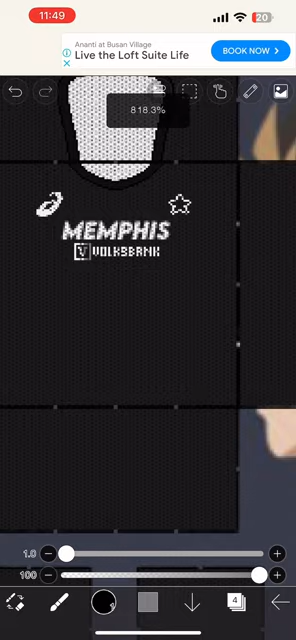 11:49
20
Ananti at Busan Village
Live the Loft Suite Life
BOOK NOW
818.3%
MEMPHIS
V VOLKSBANK
1.0
100
4